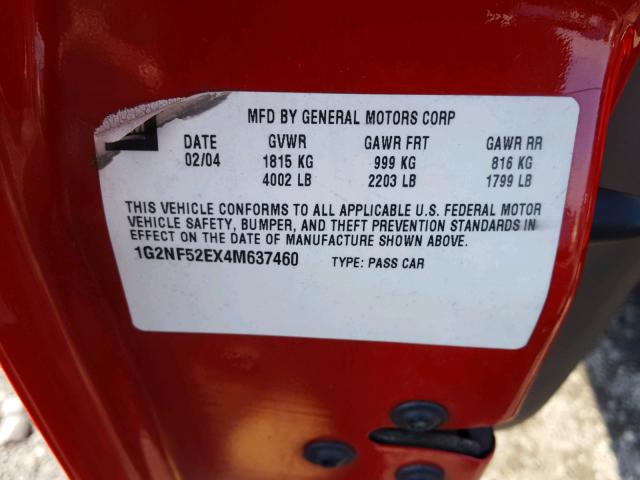 MFD BY GENERAL MOTORS CORP
DATE GVWR GAWR FRT GAWR RR
02/04 1815 KG 999 KG 816 KG
4002 LB 2203 LB 1799 LB
THIS VEHICLE CONFORMS TO ALL APPLICABLE U.S. FEDERAL MOTOR
VEHICLE SAFETY, BUMPER, AND THEFT PREVENTION STANDARDS IN
EFFECT ON THE DATE OF MANUFACTURE SHOWN ABOVE.
1G2NF52EX4M637460 TYPE: PASS CAR